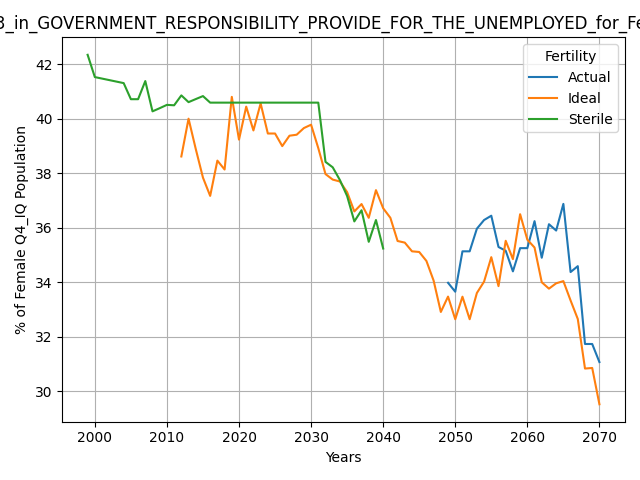 3_in_GOVERNMENT_RESPONSIBILITY_PROVIDE_FOR_THE_UNEMPLOYED_for_Fe
Fertility
Actual
Ideal
Sterile
% of Female Q4_IQ Population
42
40
38
36
34
32
30
2000
2010
2020
2030
2040
2050
2060
2070
Years